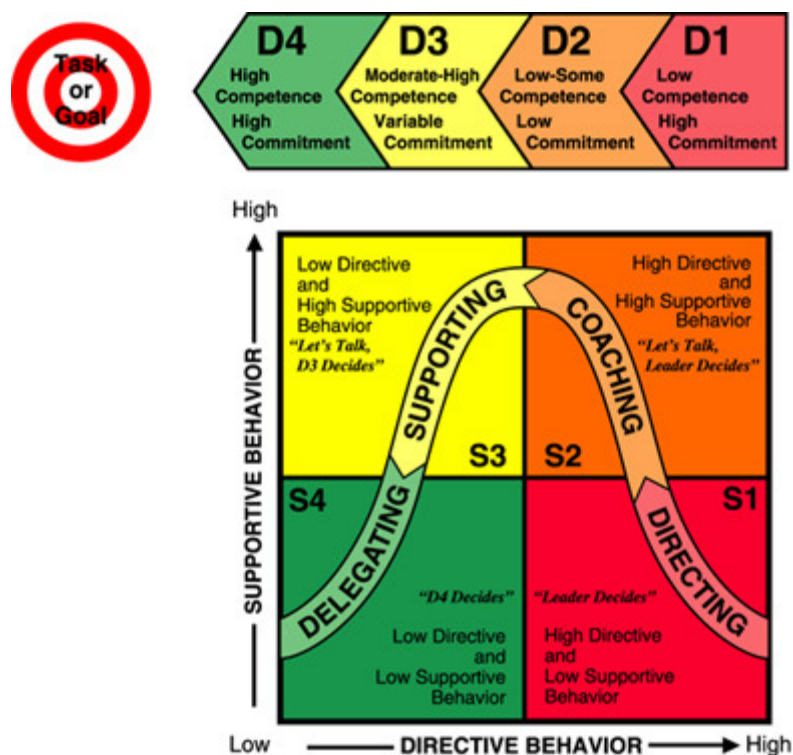 Task
or
Goal
D4
High
Competence
High
Commitment
D3
Moderate-High
Competence
Variable
Commitment
D2
Low-Some
Competence
Low
Commitment
D1
Low
Competence
High
Commitment
High
SUPPORTIVE BEHAVIOR
Low Directive
and
High Supportive
Behavior
“Let's Talk,
D3 Decides”
SUPPORTING
S3
High Directive
and
High Supportive
Behavior
“Let's Talk,
Leader Decides”
COACHING
S2
S4
DELEGATING
“D4 Decides”
Low Directive
and
Low Supportive
Behavior
S1
DIRECTING
“Leader Decides”
High Directive
and
Low Supportive
Behavior
Low
DIRECTIVE BEHAVIOR
High